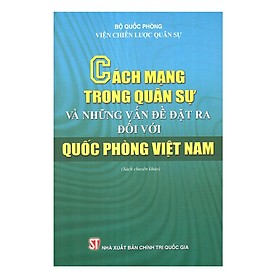 BỘ QUỐC PHÒNG
VIỆN CHIẾN LƯỢC QUÂN SỰ
CÁCH MẠNG
TRONG QUÂN SỰ
VÀ NHỮNG VẤN ĐỀ ĐẶT RA
ĐỐI VỚI
QUỐC PHÒNG VIỆT NAM
(Sách chuyên khảo)
ST
NHÀ XUẤT BẢN CHÍNH TRỊ QUỐC GIA